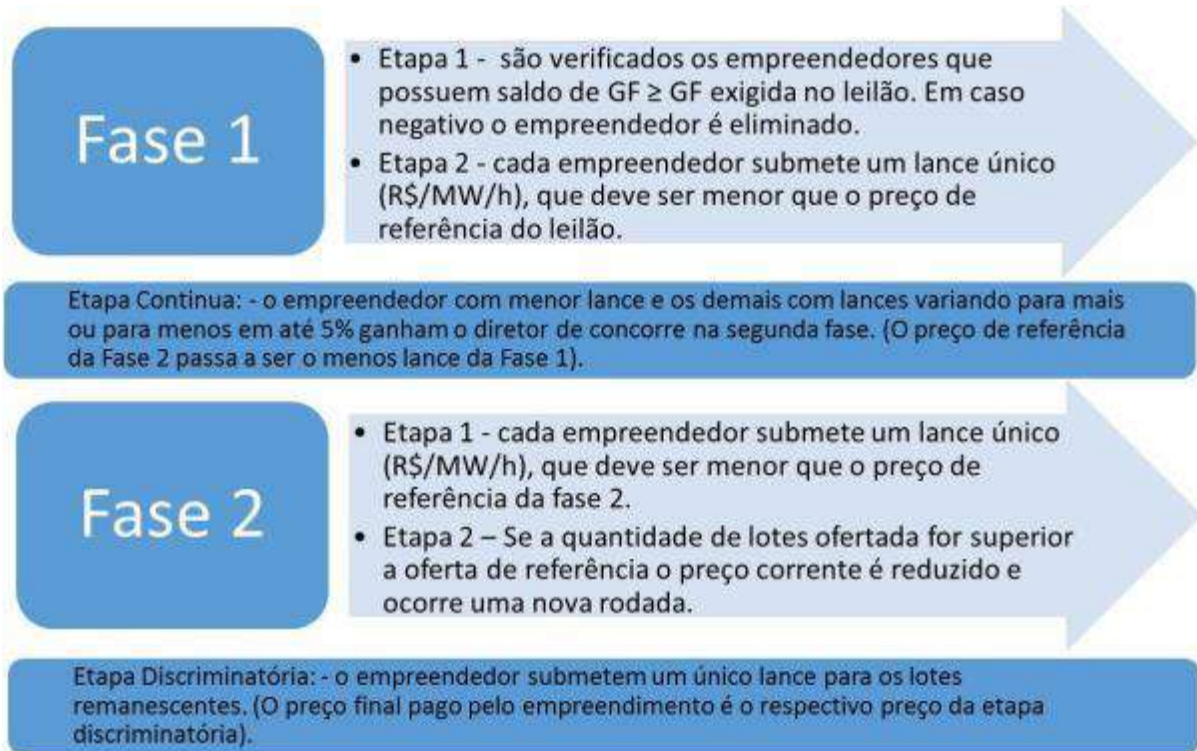 Fase 1
• Etapa 1 - são verificados os empreendedores que
possuem saldo de GF ≥ GF exigida no leilão. Em caso
negativo o empreendedor é eliminado.
• Etapa 2 - cada empreendedor submete um lance único
(R$/MW/h), que deve ser menor que o preço de
referência do leilão.
Etapa Continua: - o empreendedor com menor lance e os demais com lances variando para mais
ou para menos em até 5% ganham o diretor de concorre na segunda fase. (O preço de referência
da Fase 2 passa a ser o menos lance da Fase 1).
Fase 2
• Etapa 1 - cada empreendedor submete um lance único
(R$/MW/h), que deve ser menor que o preço de
referência da fase 2.
• Etapa 2 – Se a quantidade de lotes ofertada for superior
a oferta de referência o preço corrente é reduzido e
ocorre uma nova rodada.
Etapa Discriminatória: - o empreendedor submetem um único lance para os lotes
remanescentes. (O preço final pago pelo empreendimento é o respectivo preço da etapa
discriminatória).